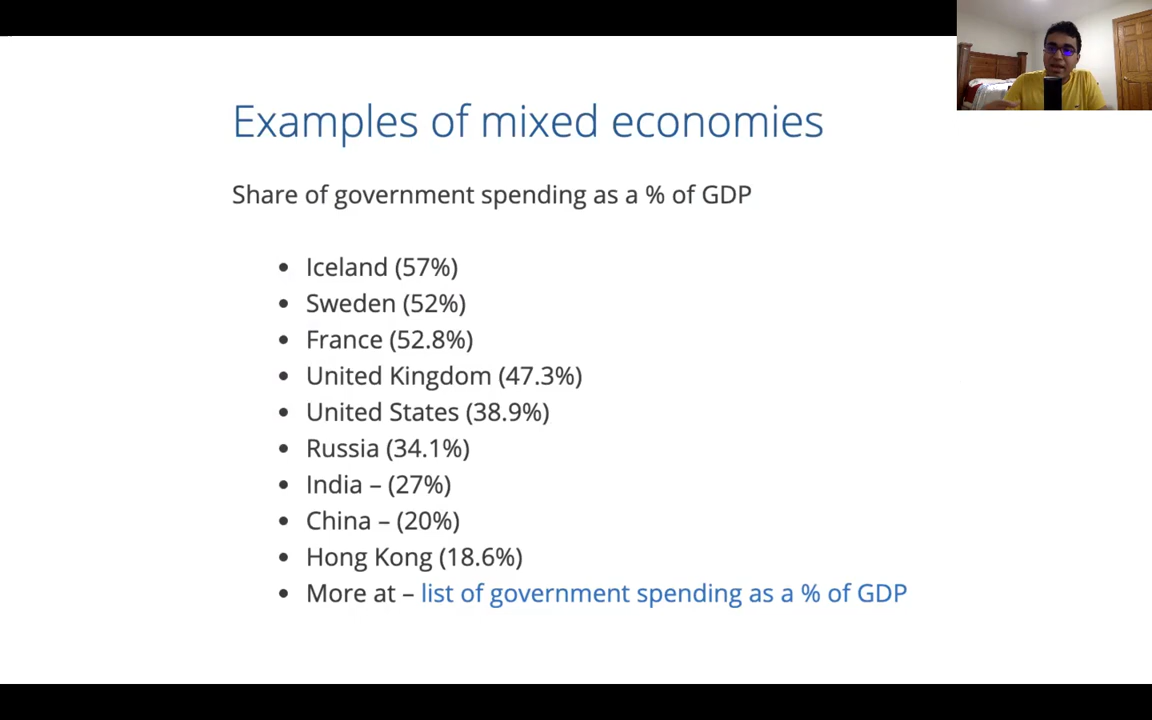 Examples of mixed economies
Share of government spending as a % of GDP
• Iceland (57%)
• Sweden (52%)
• France (52.8%)
• United Kingdom (47.3%)
• United States (38.9%)
• Russia (34.1%)
• India – (27%)
• China – (20%)
• Hong Kong (18.6%)
• More at – list of government spending as a % of GDP